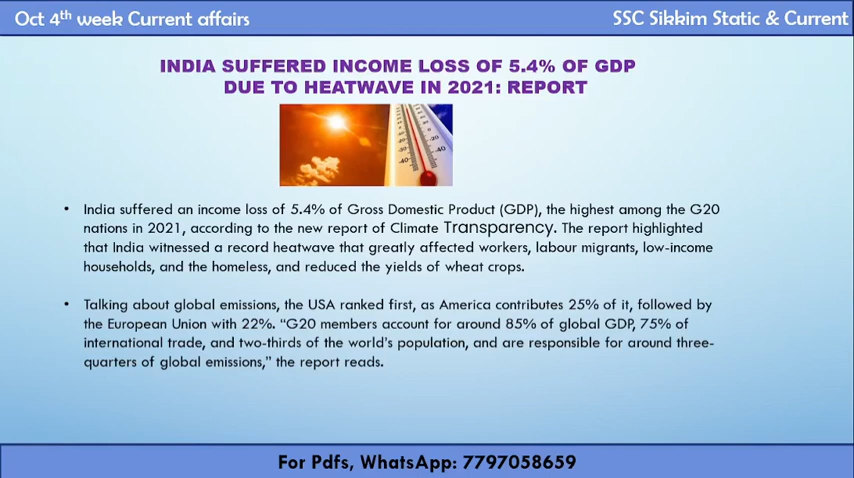 Oct 4th week Current affairs
SSC Sikkim Static & Current
INDIA SUFFERED INCOME LOSS OF 5.4% OF GDP
DUE TO HEATWAVE IN 2021: REPORT
• India suffered an income loss of 5.4% of Gross Domestic Product (GDP), the highest among the G20
nations in 2021, according to the new report of Climate Transparency. The report highlighted
that India witnessed a record heatwave that greatly affected workers, labour migrants, low-income
households, and the homeless, and reduced the yields of wheat crops.
• Talking about global emissions, the USA ranked first, as America contributes 25% of it, followed by
the European Union with 22%. “G20 members account for around 85% of global GDP, 75% of
international trade, and two-thirds of the world's population, and are responsible for around three-
quarters of global emissions,” the report reads.
For Pdfs, WhatsApp: 7797058659